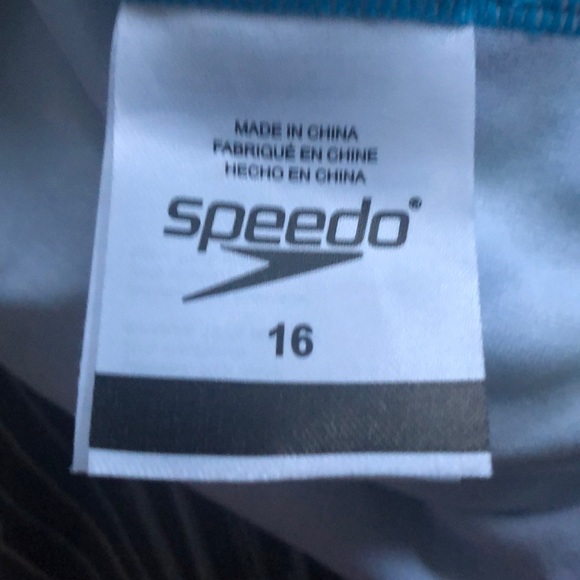 MADE IN CHINA
FABRIQUÉ EN CHINE
HECHO EN CHINA
speedo®
16